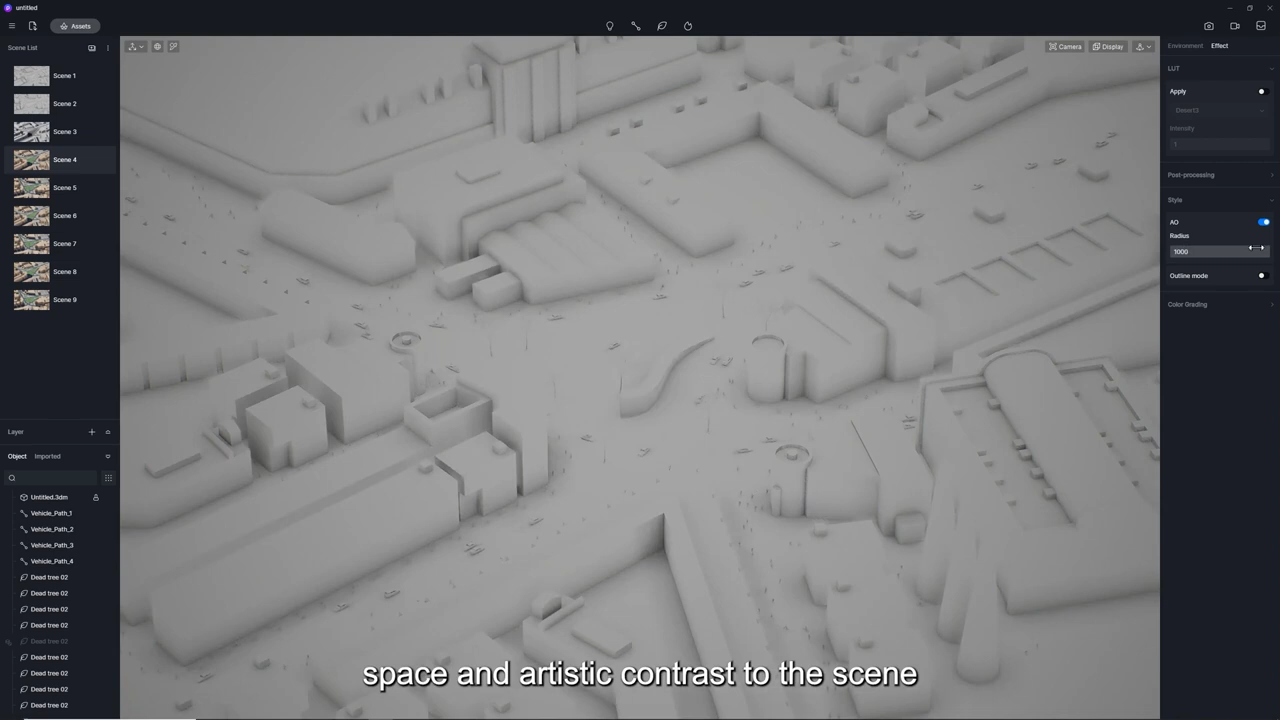 untitled
Assets
Scene List
Scene 1
Scene 2
Scene 3
Scene 4
Scene 5
Scene 6
Scene 7
Scene 8
Scene 9
Layer
Object Imported
Untitled.3dm
Vehicle_Path_1
Vehicle_Path_2
Vehicle_Path_3
Vehicle_Path_4
Dead tree 02
Dead tree 02
Dead tree 02
Dead tree 02
Dead tree 02
Dead tree 02
Dead tree 02
Dead tree 02
Dead tree 02
Camera Display
Environment Effect
LUT
Apply
Intensity
1
Post-processing
Style
AO
Radius
1000
Outline mode
Color Grading
space and artistic contrast to the scene